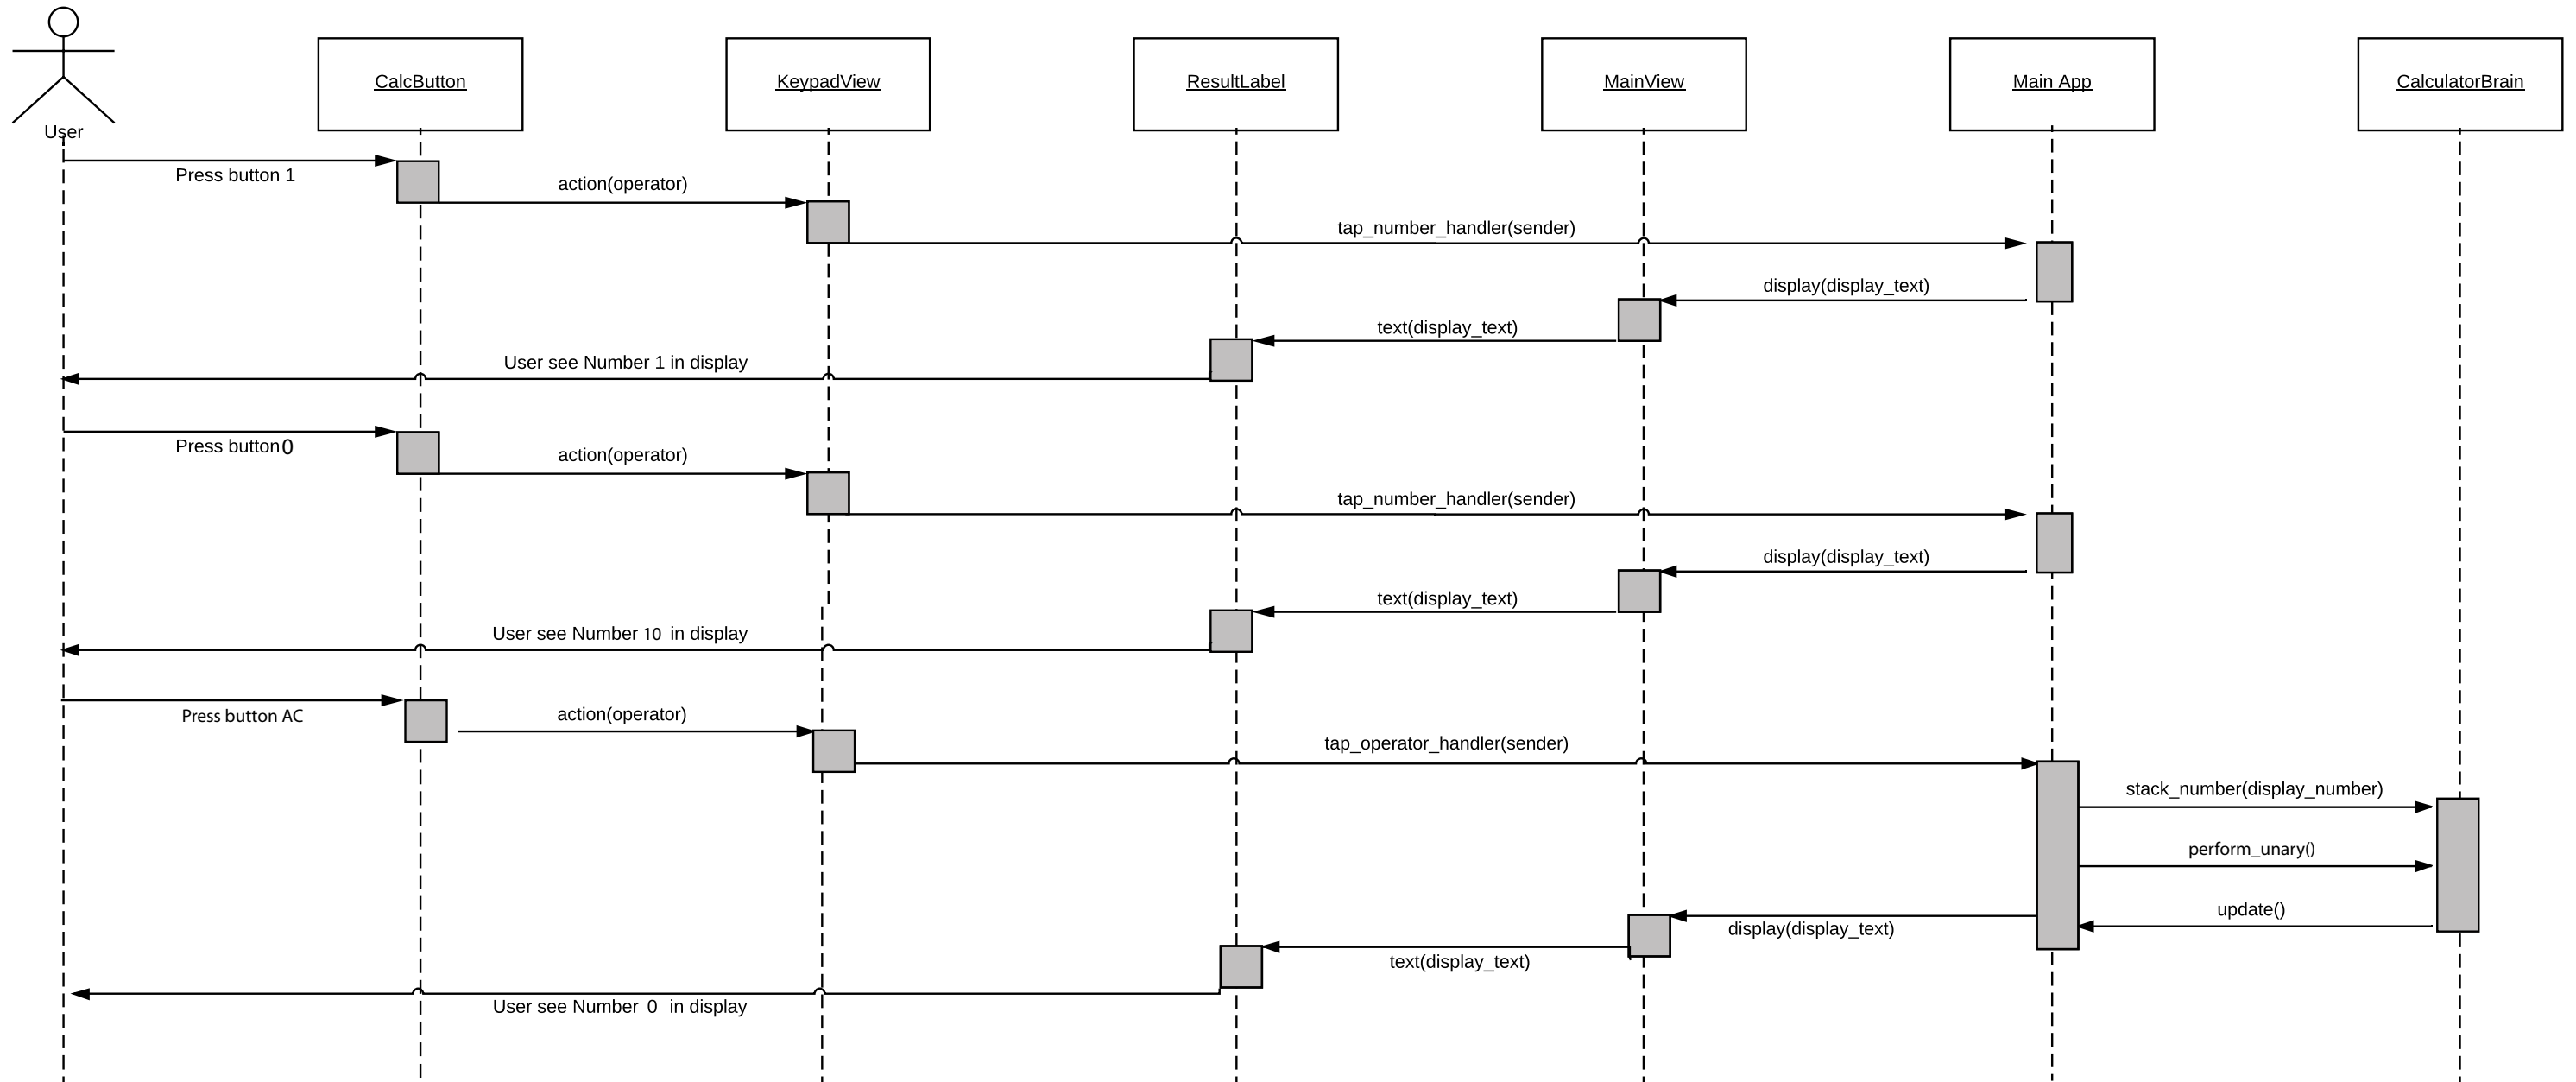 User
CalcButton
KeypadView
ResultLabel
MainView
Main App
CalculatorBrain
Press button 1
action(operator)
tap_number_handler(sender)
display(display_text)
text(display_text)
User see Number 1 in display
Press button 0
action(operator)
tap_number_handler(sender)
display(display_text)
text(display_text)
User see Number 10 in display
Press button AC
action(operator)
tap_operator_handler(sender)
stack_number(display_number)
perform_unary()
update()
display(display_text)
text(display_text)
User see Number 0 in display